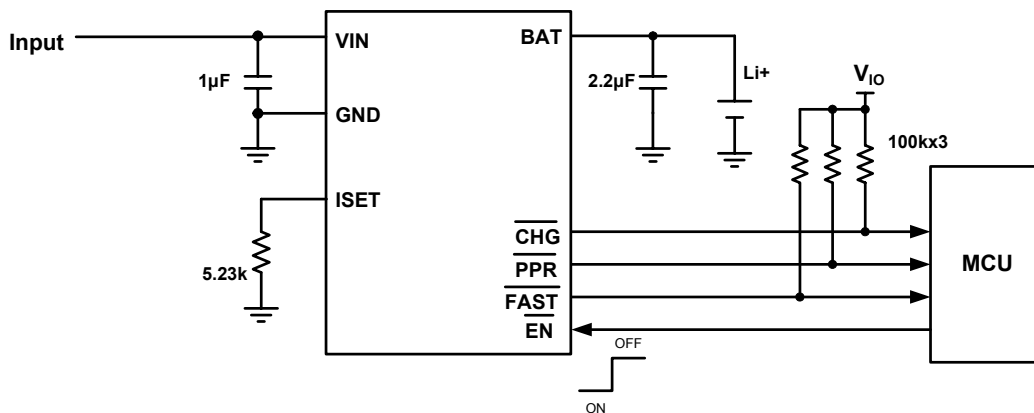 Input
VIN
BAT
1µF
2.2µF
Li+
VIO
GND
100kx3
ISET
5.23k
CHG
PPR
FAST
EN
MCU
OFF
ON